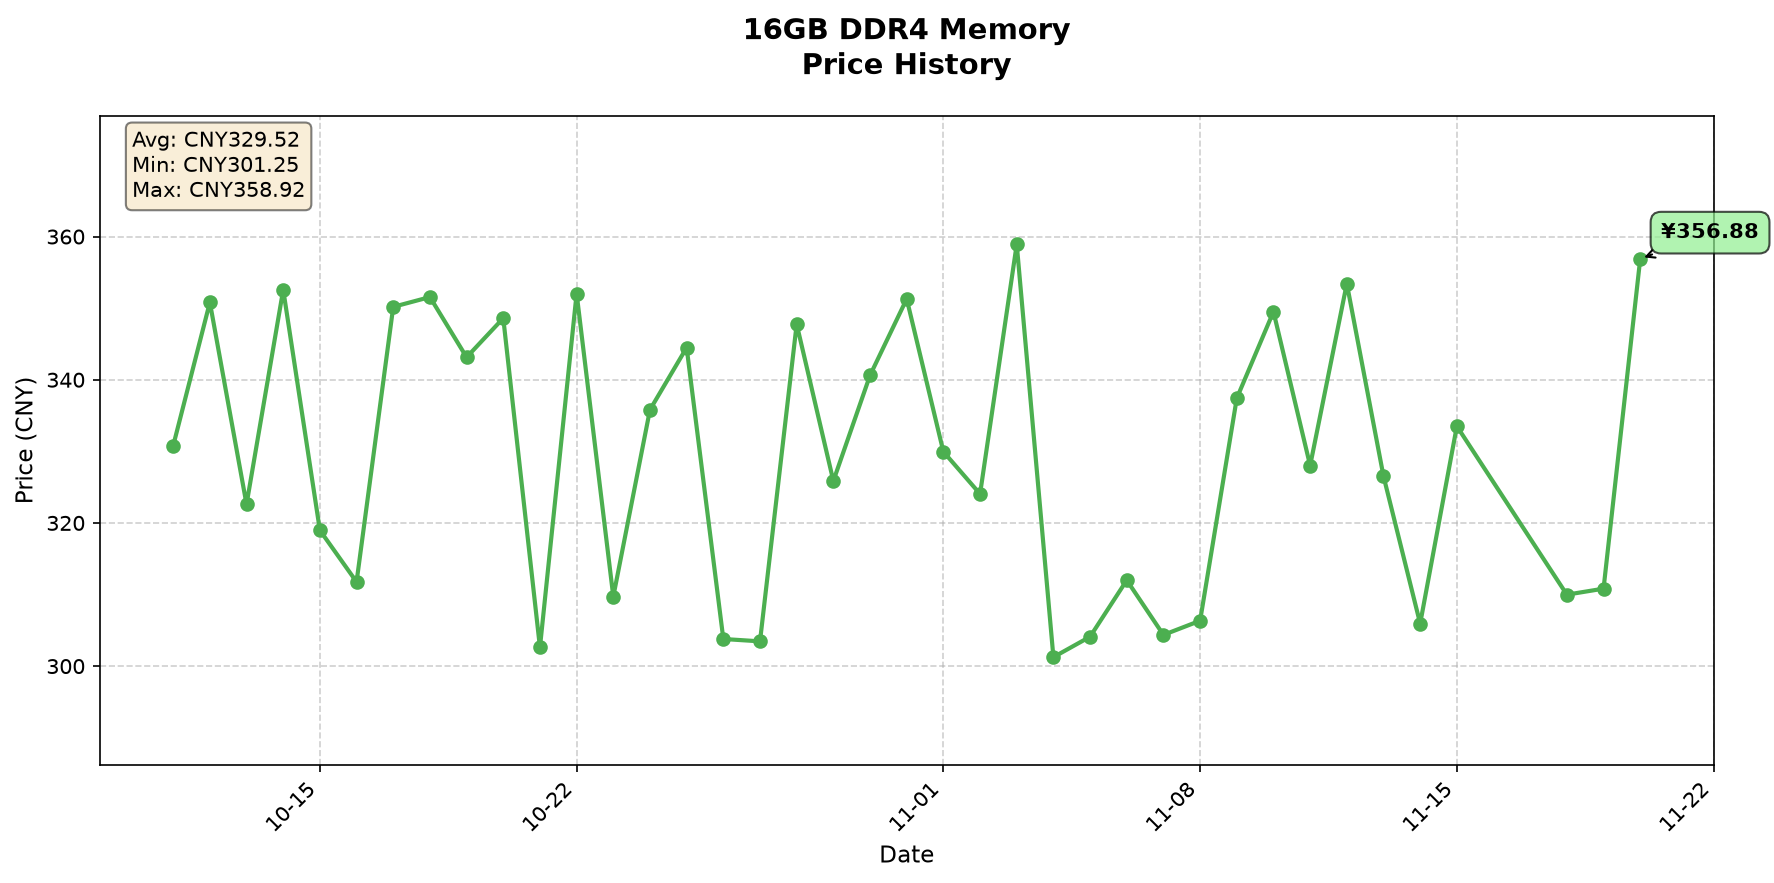 16GB DDR4 Memory
Price History
Avg: CNY329.52
Min: CNY301.25
Max: CNY358.92
¥356.88
360
340
320
300
Price (CNY)
10-15
10-22
11-01
11-08
11-15
11-22
Date